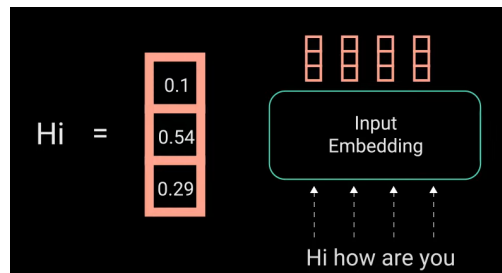 Hi =
0.1
0.54
0.29
Input
Embedding
Hi how are you